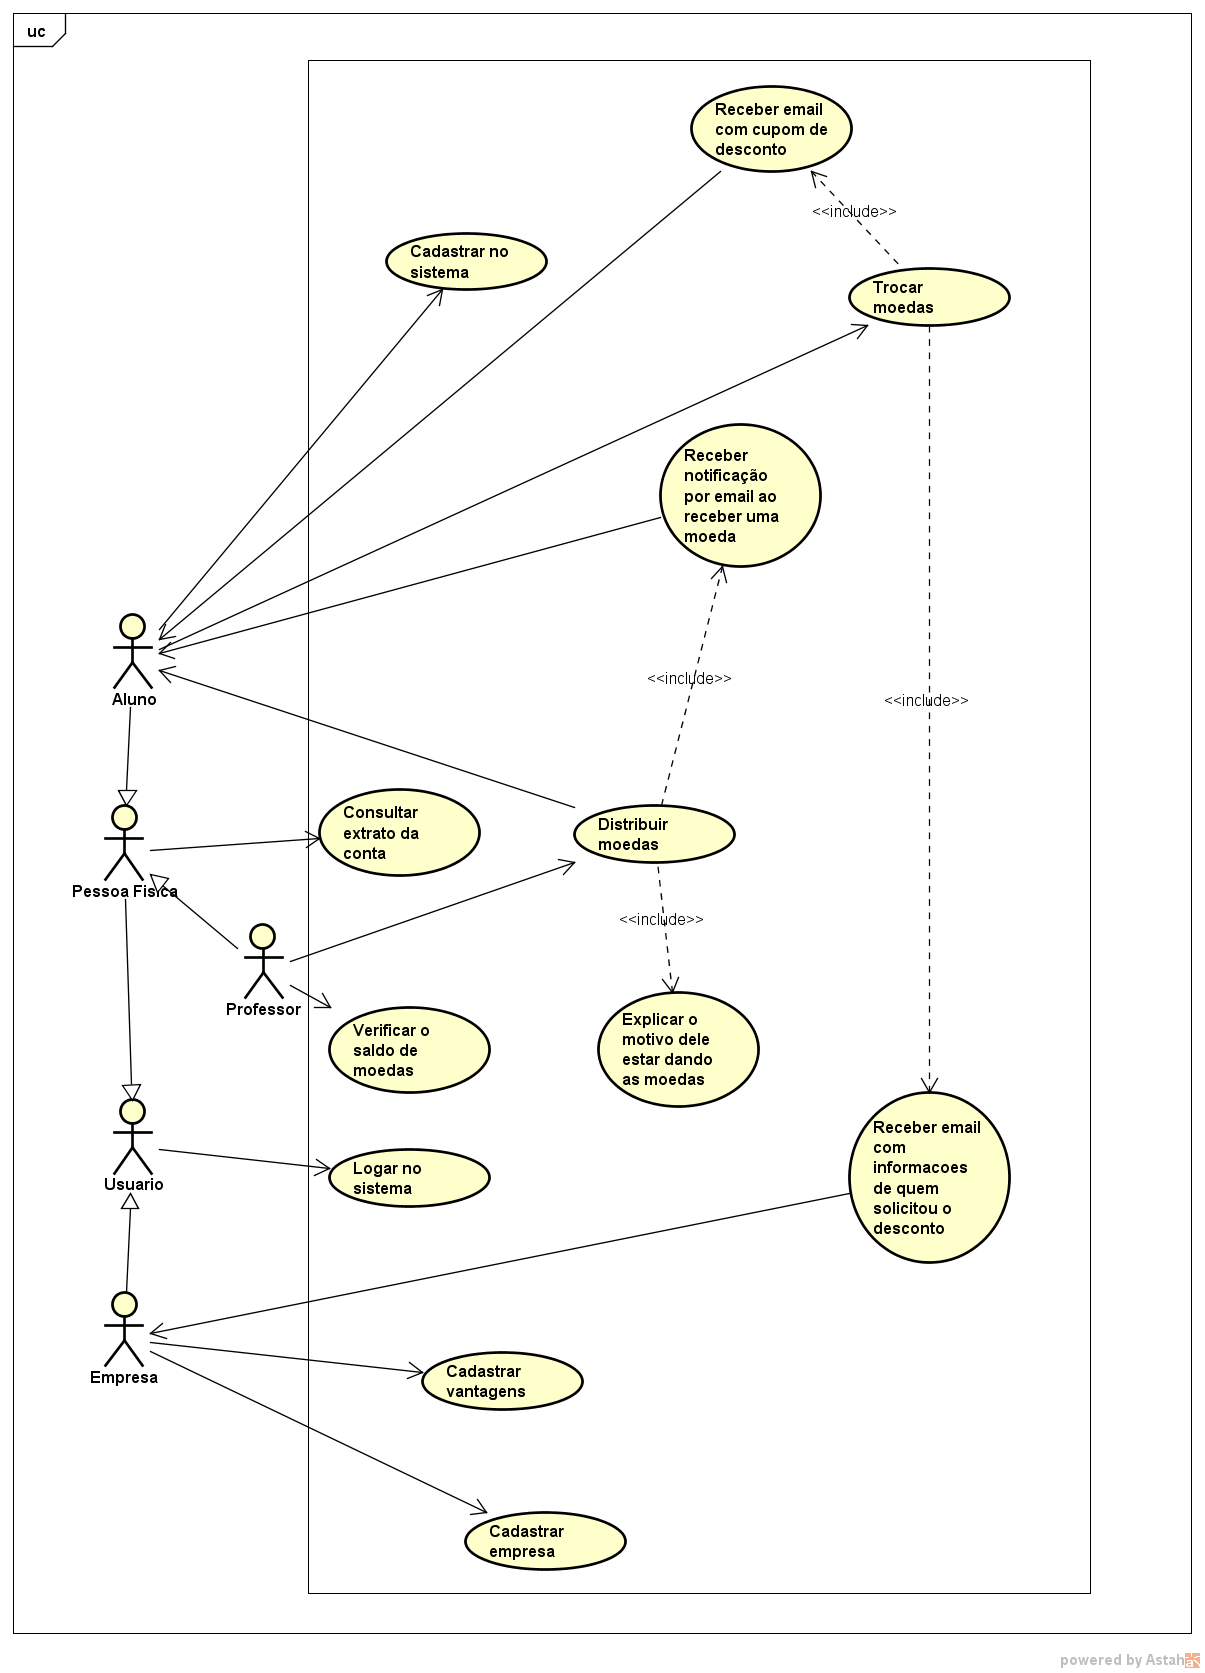 uc
Receber email
com cupom de
desconto
<<include>>
Cadastrar no
sistema
Trocar
moedas
Receber
notificação
por email ao
receber uma
moeda
<<include>>
<<include>>
Aluno
Consultar
extrato da
conta
Distribuir
moedas
Pessoa Fisica
<<include>>
Professor
Verificar o
saldo de
moedas
Explicar o
motivo dele
estar dando
as moedas
Usuario
Logar no
sistema
Receber email
com
informacoes
de quem
solicitou o
desconto
Empresa
Cadastrar
vantagens
Cadastrar
empresa
powered by Astah